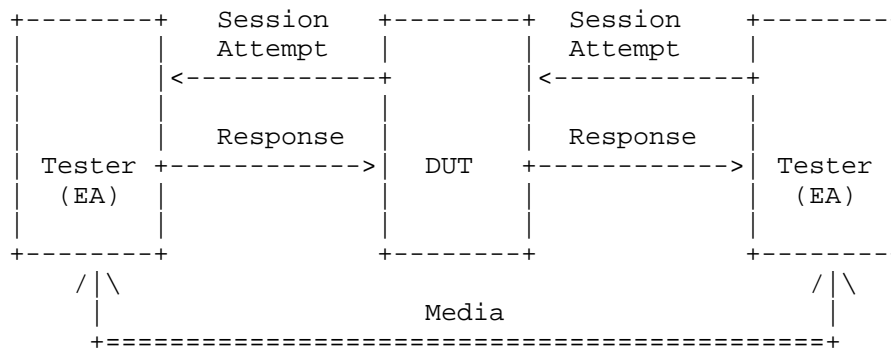 Session Session
Attempt Attempt
Response Response
Tester DUT Tester
(EA) (EA)
Media